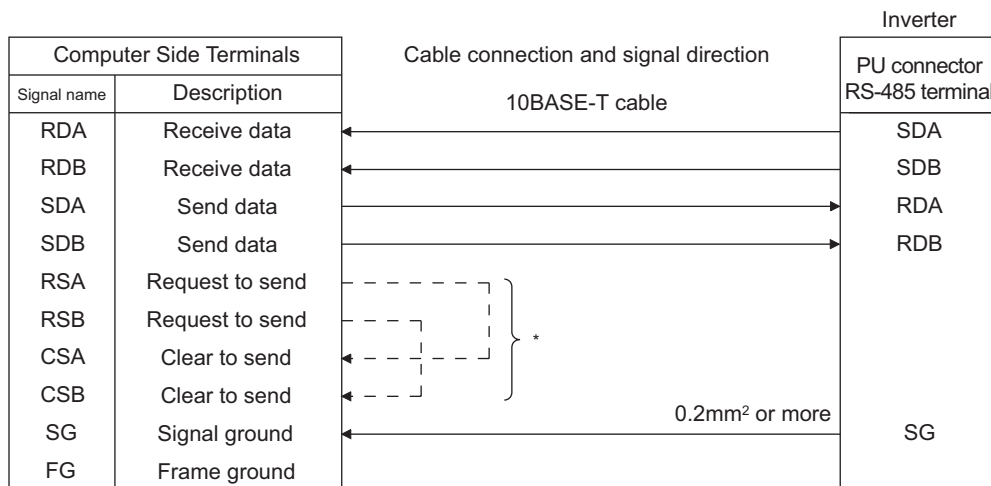 Inverter
Computer Side Terminals
Cable connection and signal direction
PU connector
RS-485 terminal
Signal name
Description
10BASE-T cable
RDA Receive data SDA
RDB Receive data SDB
SDA Send data RDA
SDB Send data RDB
RSA Request to send
RSB Request to send
*
CSA Clear to send
CSB Clear to send
0.2mm² or more
SG Signal ground SG
FG Frame ground